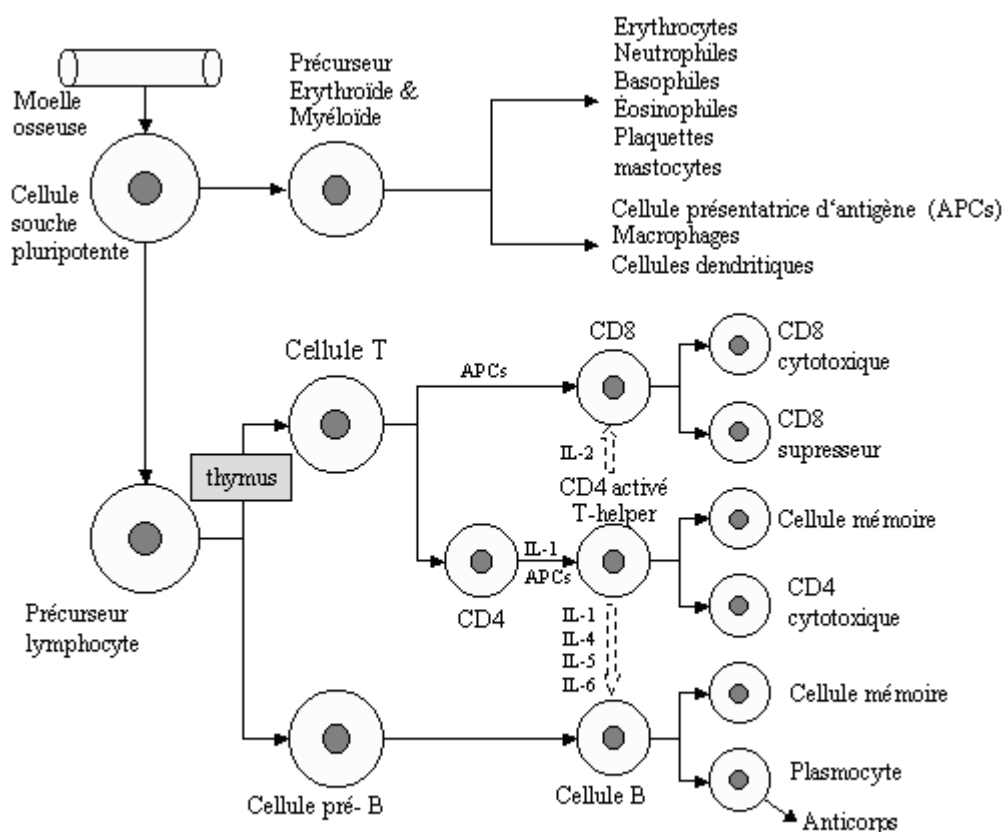 Moelle
osseuse
Cellule
souche
pluripotente
Précurseur
Erythroïde &
Myéloïde
Erythrocytes
Neutrophiles
Basophiles
Éosinophiles
Plaquettes
mastocytes
Cellule présentatrice d'antigène (APCs)
Macrophages
Cellules dendritiques
Cellule T
thymus
Précurseur
lymphocyte
APCs
CD8
CD8
cytotoxique
CD8
supresseur
IL-2
CD4 activé
T-helper
CD4
IL-1
APCs
Cellule mémoire
CD4
cytotoxique
IL-1
IL-4
IL-5
IL-6
Cellule pré- B
Cellule B
Cellule mémoire
Plasmocyte
Anticorps